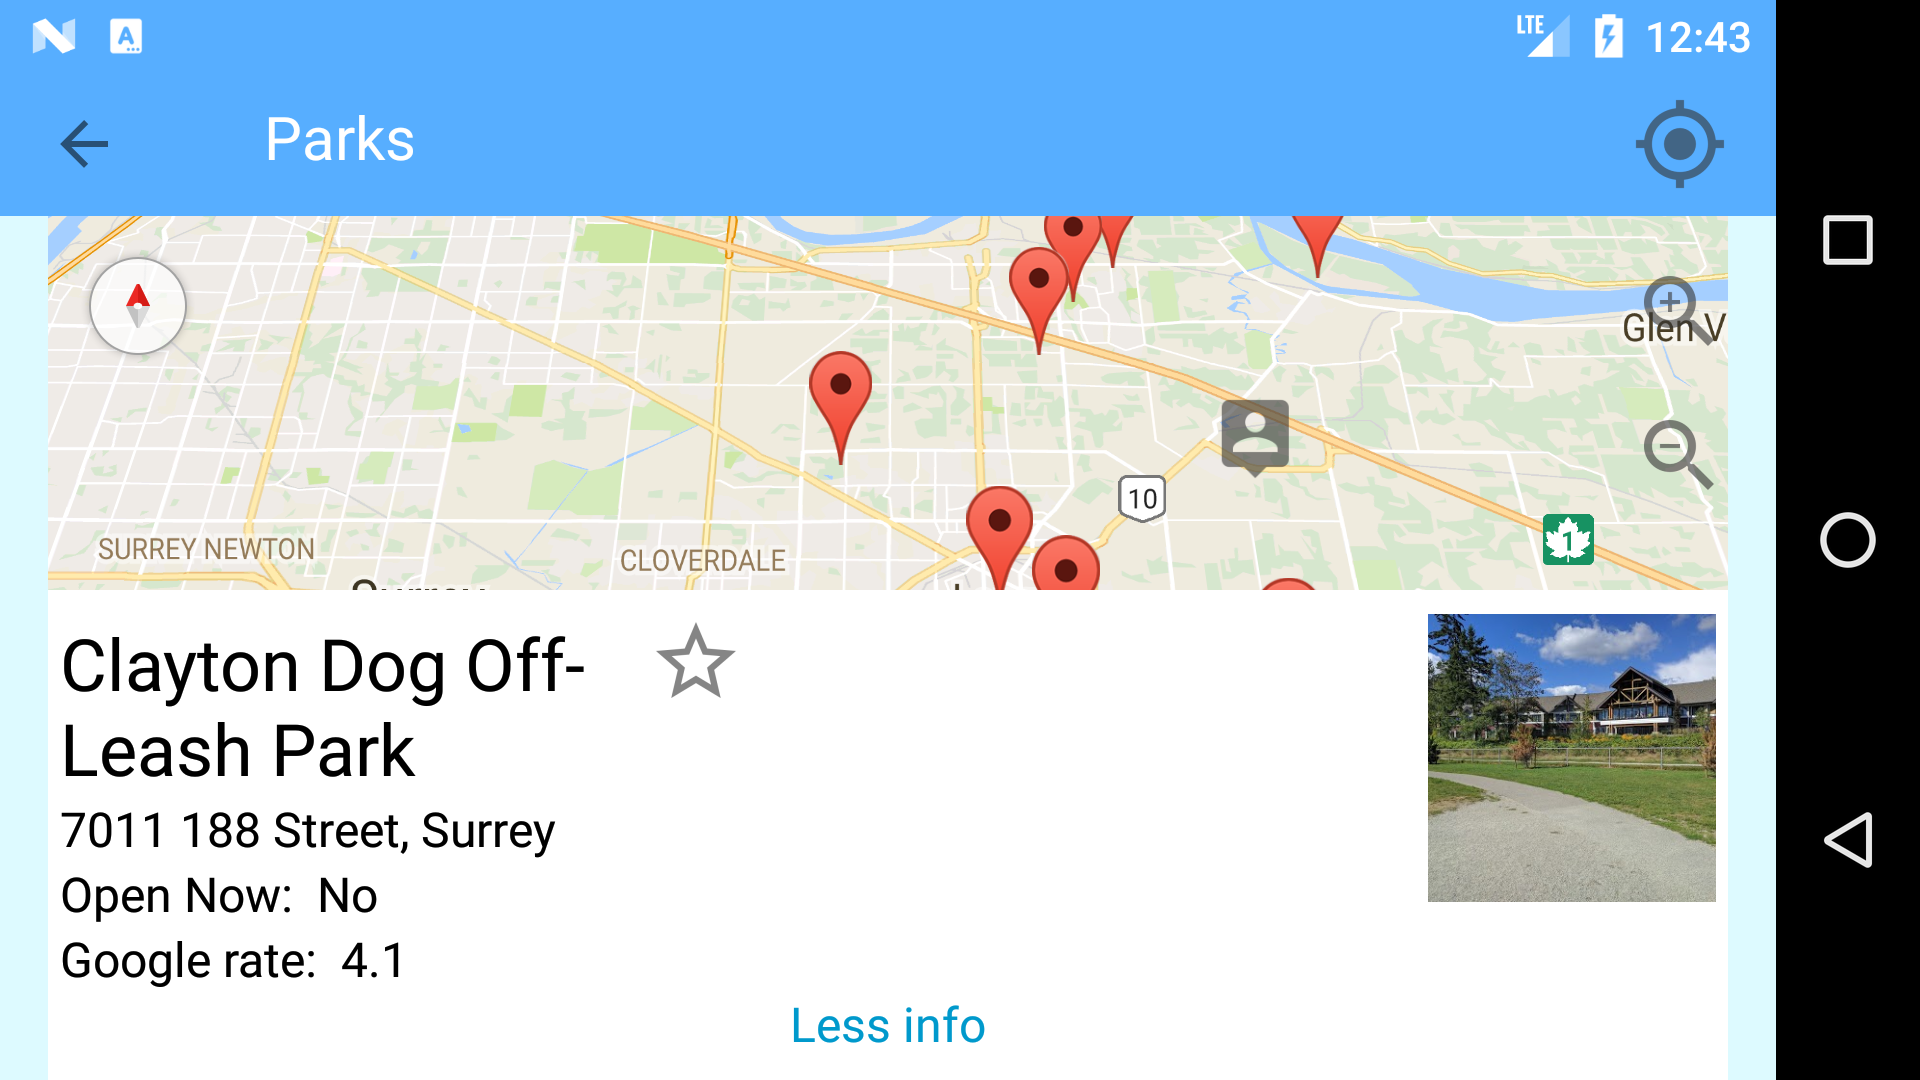 A
LTE
12:43
Parks
Glen V
10
1
SURREY NEWTON
CLOVERDALE
Clayton Dog Off-
Leash Park
7011 188 Street, Surrey
Open Now: No
Google rate: 4.1
Less info